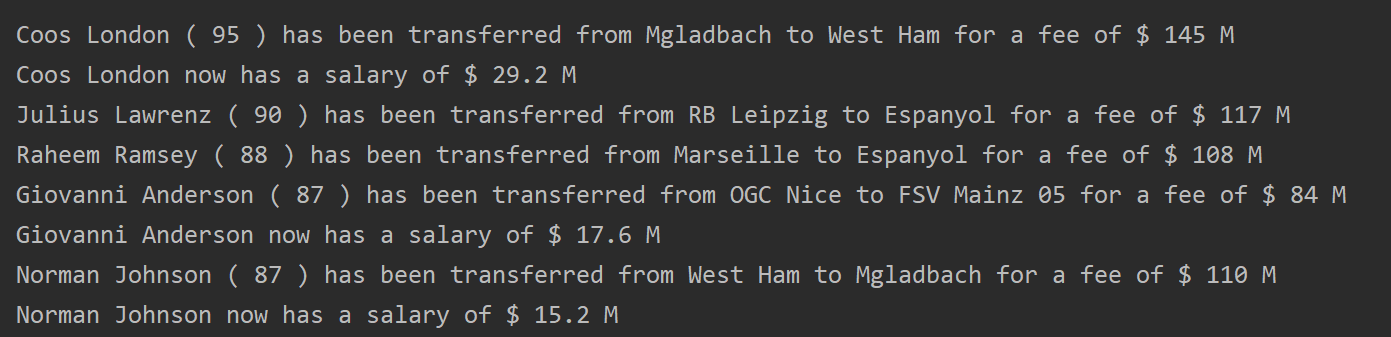 Coos London ( 95 ) has been transferred from Mgladbach to West Ham for a fee of $ 145 M
Coos London now has a salary of $ 29.2 M
Julius Lawrenz ( 90 ) has been transferred from RB Leipzig to Espanyol for a fee of $ 117 M
Raheem Ramsey ( 88 ) has been transferred from Marseille to Espanyol for a fee of $ 108 M
Giovanni Anderson ( 87 ) has been transferred from OGC Nice to FSV Mainz 05 for a fee of $ 84 M
Giovanni Anderson now has a salary of $ 17.6 M
Norman Johnson ( 87 ) has been transferred from West Ham to Mgladbach for a fee of $ 110 M
Norman Johnson now has a salary of $ 15.2 M